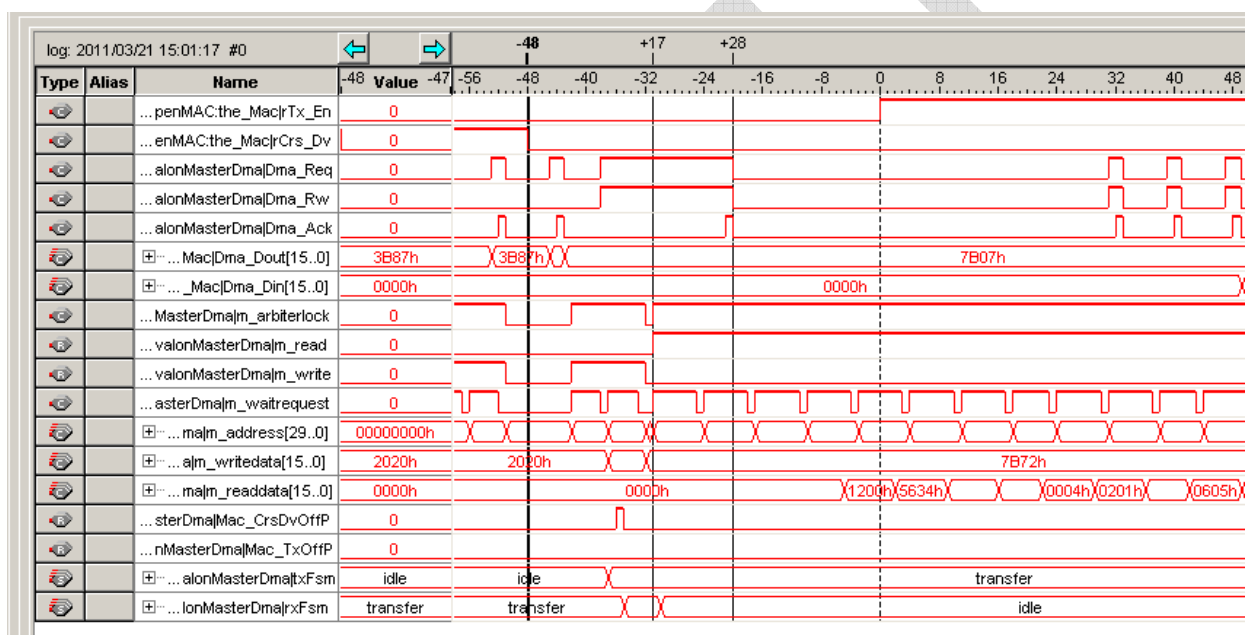 log: 2011/03/21 15:01:17 #0 -48 +17 +28
Type Alias Name -48 Value -47 -56 -48 -40 -32 -24 -16 -8 0 8 16 24 32 40 48
...penMAC:the_Mac|rTx_En 0
...enMAC:the_Mac|rCrs_Dv 0
...alonMasterDma|Dma_Req 0
...alonMasterDma|Dma_Rw 0
...alonMasterDma|Dma_Ack 0
...Mac|Dma_Dout[15..0] 3B87h 3B87h 7B07h
..._Mac|Dma_Din[15..0] 0000h 0000h
...MasterDma|m_arbiterlock 0
...valonMasterDma|m_read 0
...valonMasterDma|m_write 0
...asterDma|m_waitrequest 0
...ma|m_address[29..0] 00000000h
...a|m_writedata[15..0] 2020h 2020h 7B72h
...ma|m_readdata[15..0] 0000h 0000h 1200h 5634h 0004h 0201h 0605h
...sterDma|Mac_CrsDvOffP 0
...nMasterDma|Mac_TxOffP 0
...alonMasterDma|txFsm idle idle transfer
...lonMasterDma|rxFsm transfer transfer idle